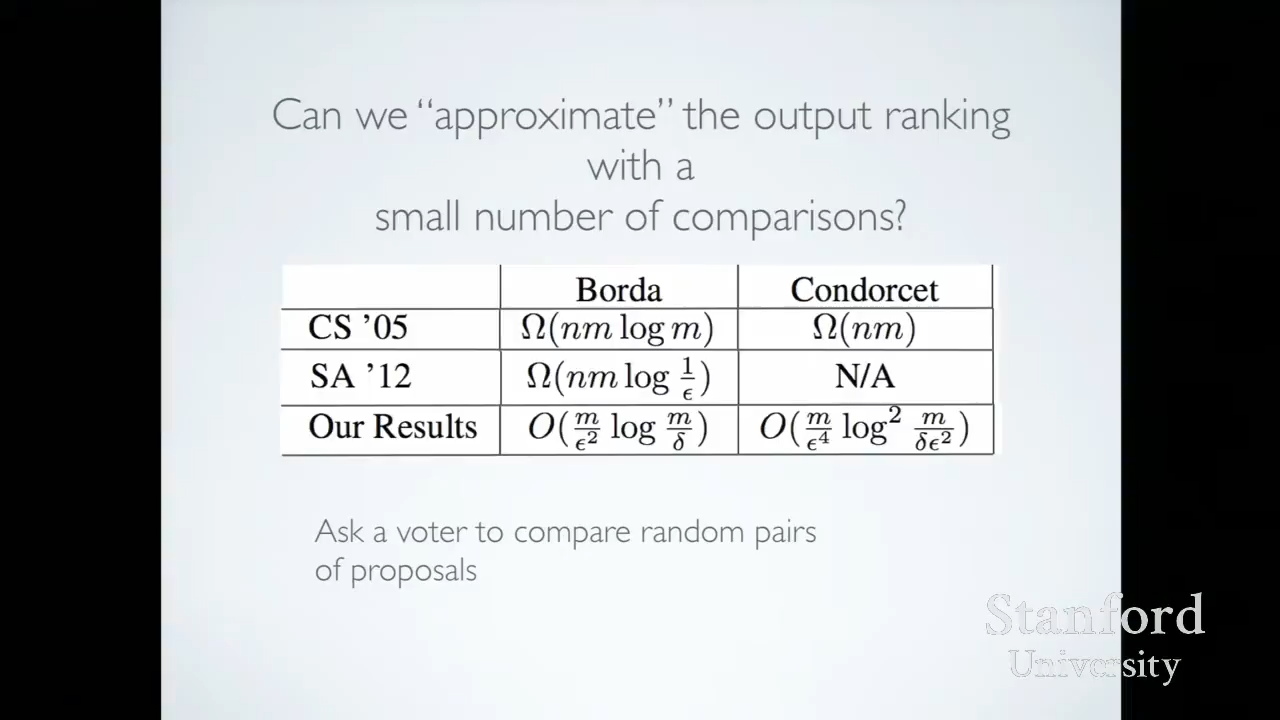 Can we “approximate” the output ranking
with a
small number of comparisons?
Borda Condorcet
CS ’05 Ω(nm log m) Ω(nm)
SA ’12 Ω(nm log 1/ϵ) N/A
Our Results O(m/ϵ² log m/δ) O(m/ϵ⁴ log² m/δϵ²)
Ask a voter to compare random pairs
of proposals
Stanford
University